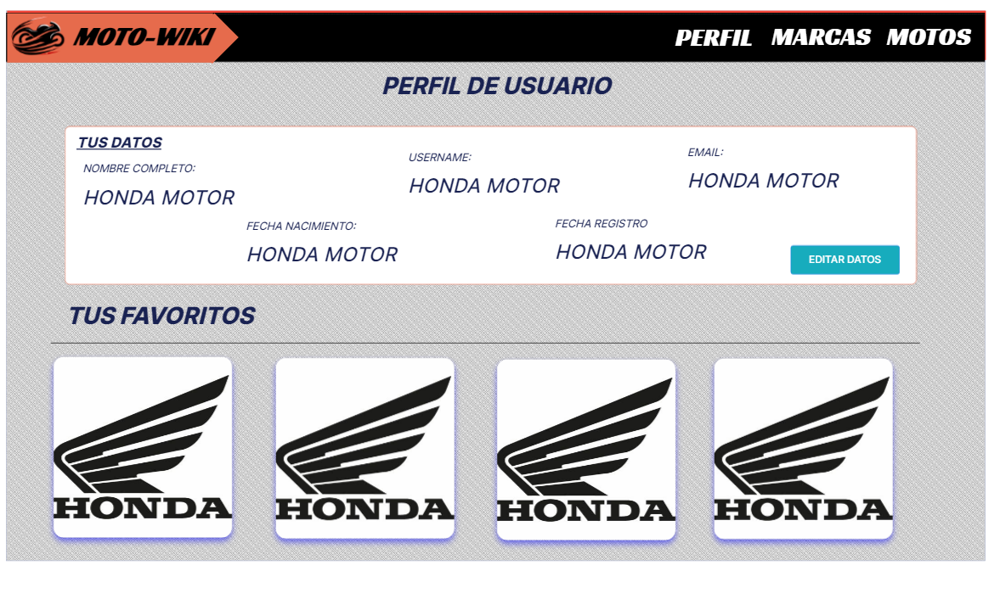 MOTO-WIKI
PERFIL MARCAS MOTOS
PERFIL DE USUARIO
TUS DATOS
NOMBRE COMPLETO:
HONDA MOTOR
USERNAME:
HONDA MOTOR
EMAIL:
HONDA MOTOR
FECHA NACIMIENTO:
HONDA MOTOR
FECHA REGISTRO
HONDA MOTOR
EDITAR DATOS
TUS FAVORITOS
HONDA
HONDA
HONDA
HONDA